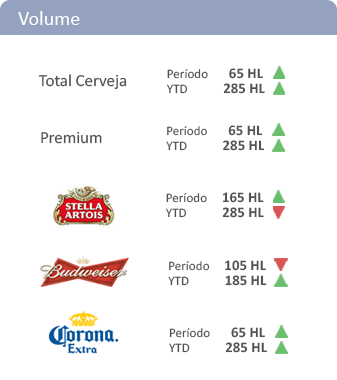 Volume
Total Cerveja
Período 65 HL
YTD 285 HL
Premium
Período 65 HL
YTD 285 HL
STELLA
ARTOIS
Período 165 HL
YTD 285 HL
Budweiser
Período 105 HL
YTD 185 HL
Corona.
Extra
Período 65 HL
YTD 285 HL